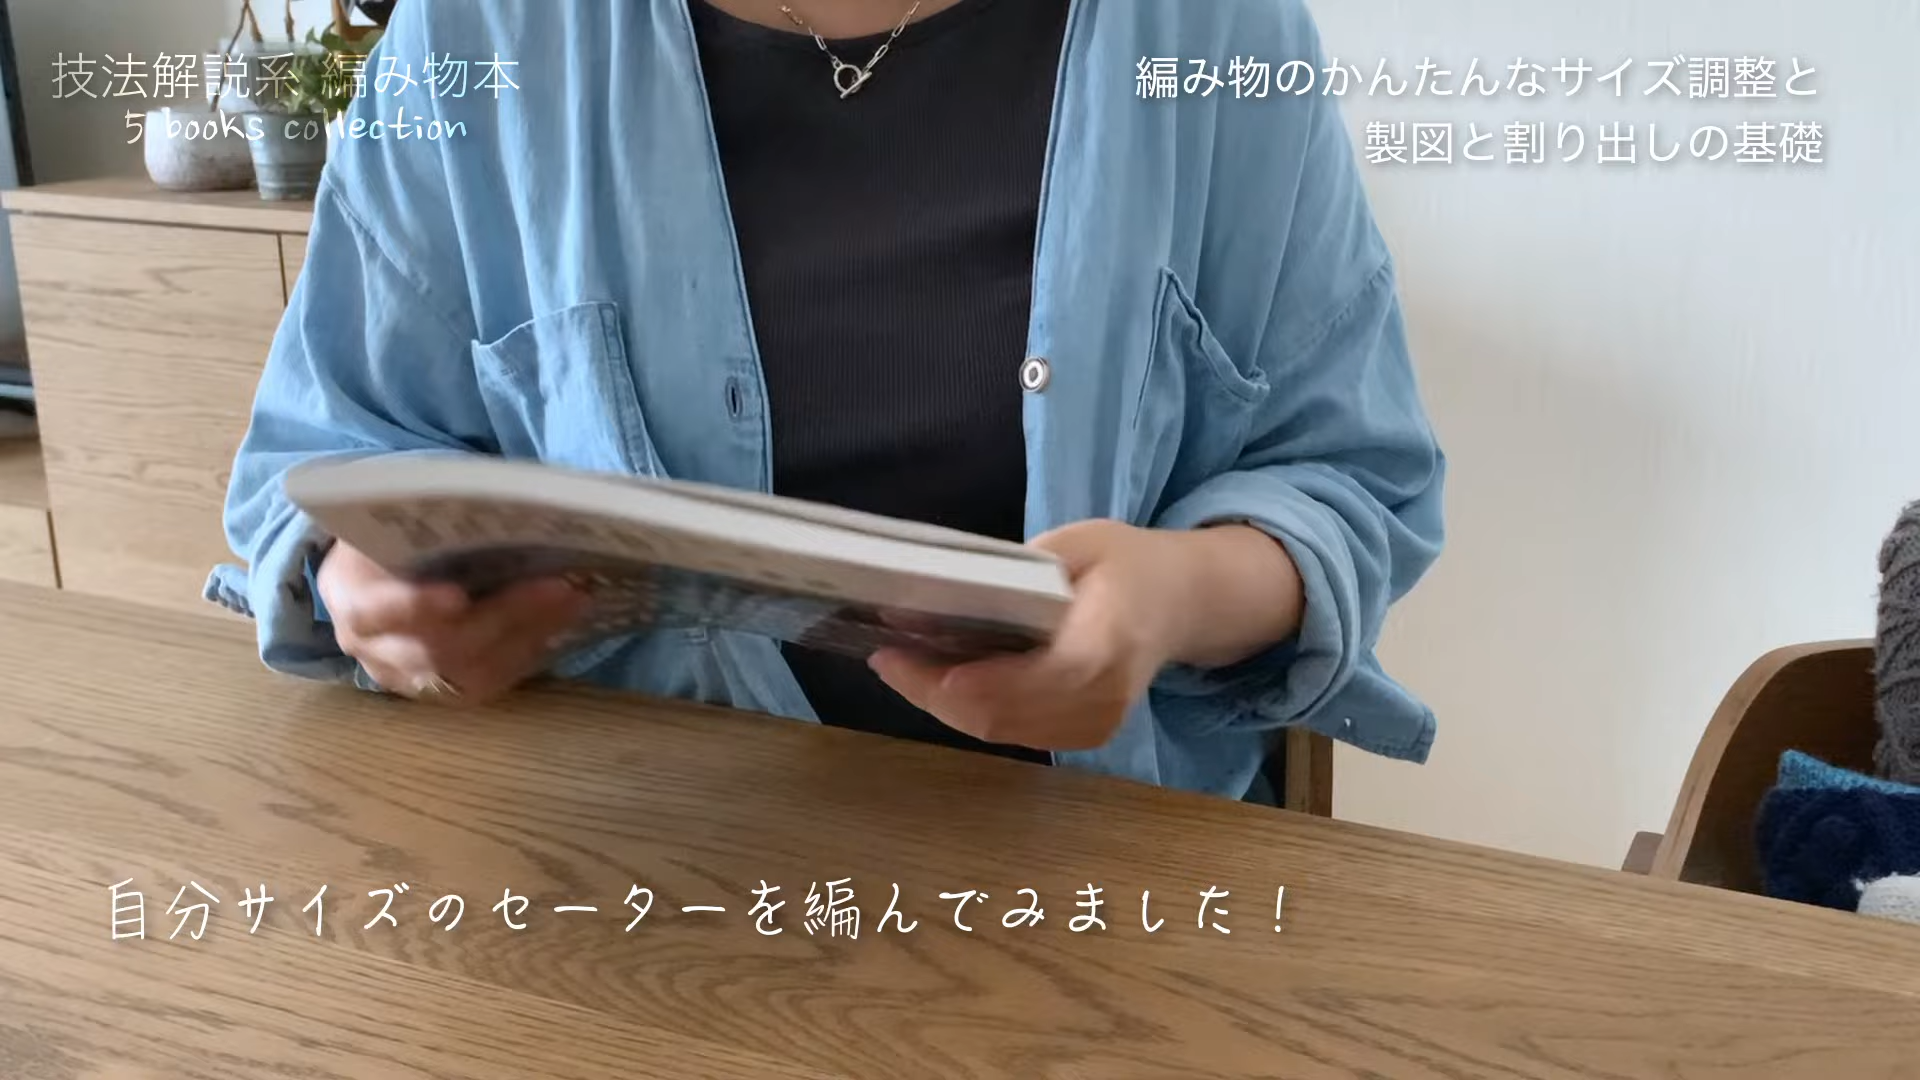 技法解説系 編み物本
5 books collection
編み物のかんたんなサイズ調整と
製図と割り出しの基礎
自分サイズのセーターを編んでみました！